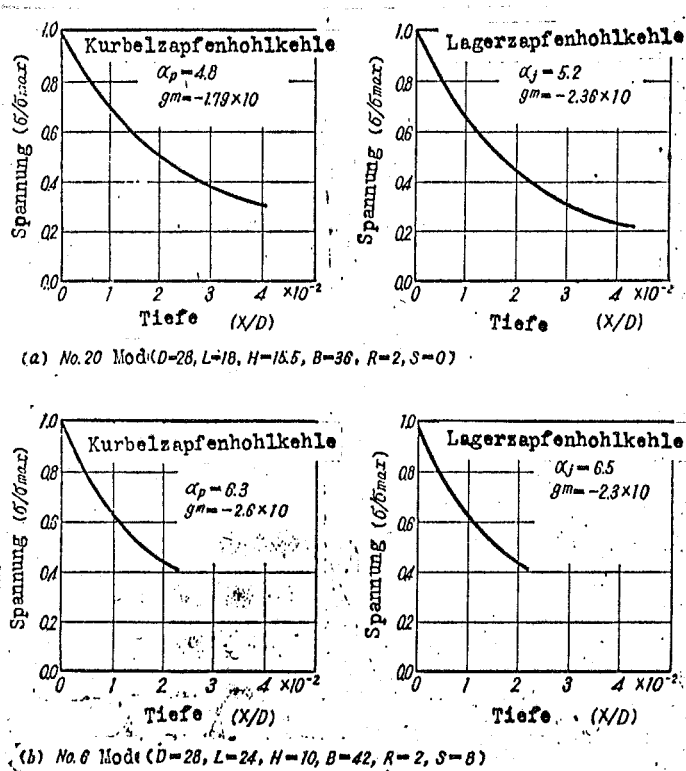 Kurbelzapfenhohlkehle
αp=4.8
gm=-1.79×10
Spannung (σ/σmax)
1.0
0.8
0.6
0.4
0.2
0.0
0 1 2 3 4 ×10-2
Tiefe (X/D)
Lagerzapfenhohlkehle
αj=5.2
gm=-2.36×10
Spannung (σ/σmax)
1.0
0.8
0.6
0.4
0.2
0.0
0 1 2 3 4 ×10-2
Tiefe (X/D)
(a) No.20 Mod.(D=28, L=18, H=15.5, B=36, R=2, S=0)
Kurbelzapfenhohlkehle
αp=6.3
gm=-2.6×10
Spannung (σ/σmax)
1.0
0.8
0.6
0.4
0.2
0.0
0 1 2 3 4 ×10-2
Tiefe (X/D)
Lagerzapfenhohlkehle
αj=6.5
gm=-2.3×10
Spannung (σ/σmax)
1.0
0.8
0.6
0.4
0.2
0.0
0 1 2 3 4 ×10-2
Tiefe (X/D)
(b) No.6 Mod.(D=28, L=24, H=10, B=42, R=2, S=8)